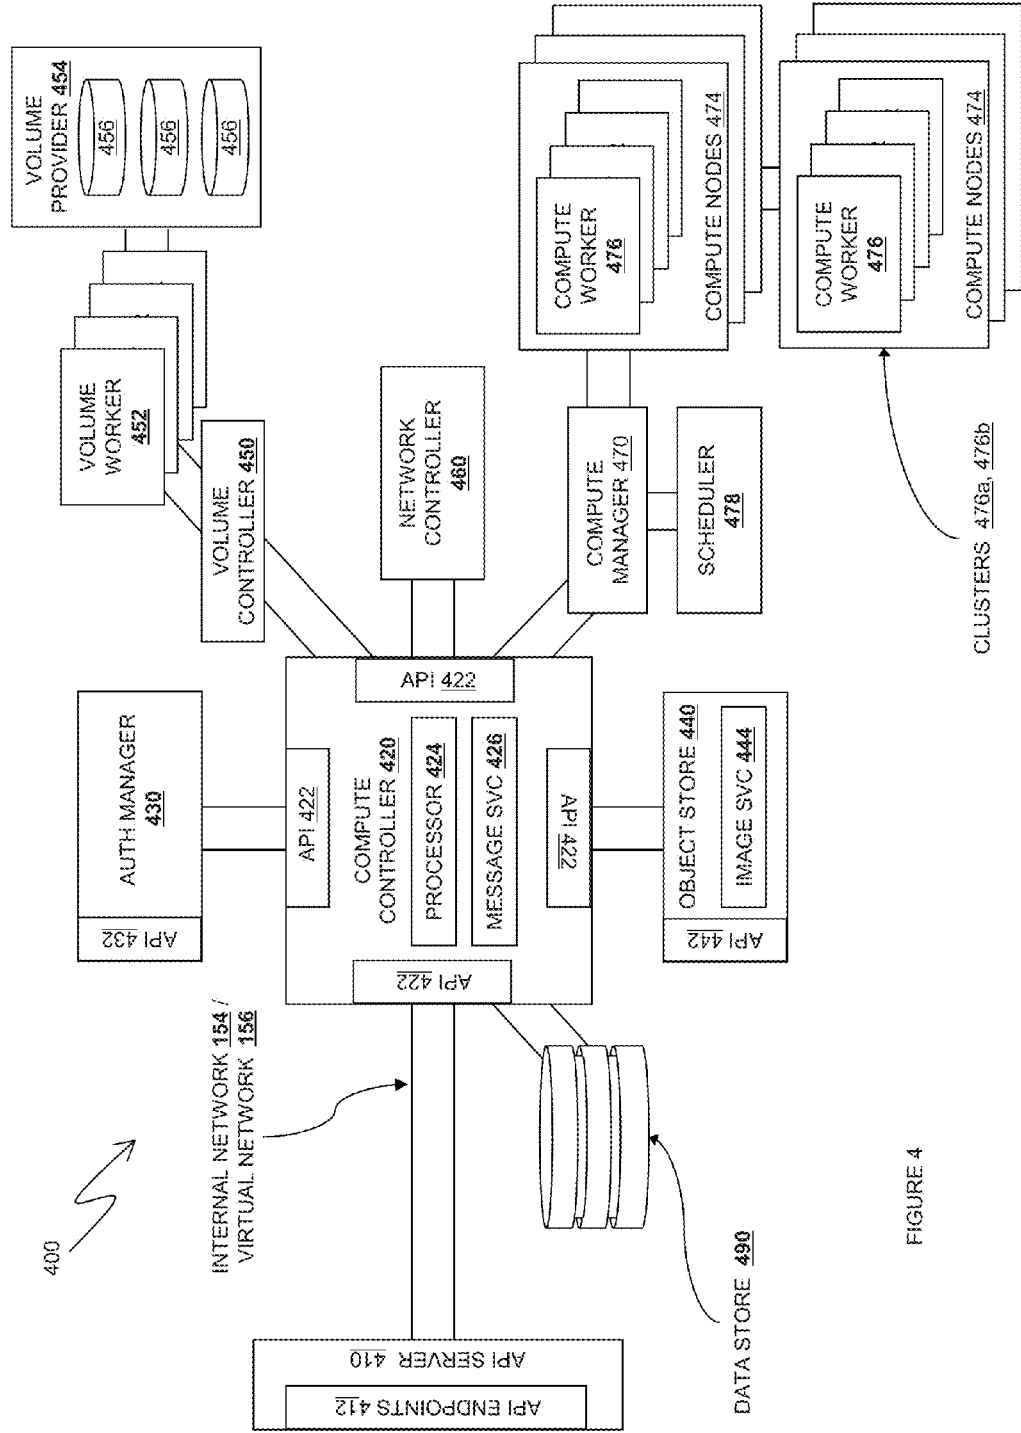 400
INTERNAL NETWORK 154 /
VIRTUAL NETWORK 156
API SERVER 410
API ENDPOINTS 412
DATA STORE 490
AUTH MANAGER
430
API 432
API 422
COMPUTE
CONTROLLER 420
PROCESSOR 424
MESSAGE SVC 426
API 422
API 422
API 422
OBJECT STORE 440
IMAGE SVC 444
API 442
VOLUME
CONTROLLER 450
VOLUME
WORKER
452
VOLUME
PROVIDER 454
456
456
456
NETWORK
CONTROLLER
460
COMPUTE
MANAGER 470
SCHEDULER
478
COMPUTE
WORKER
476
COMPUTE NODES 474
COMPUTE
WORKER
476
COMPUTE NODES 474
CLUSTERS 476a, 476b
FIGURE 4